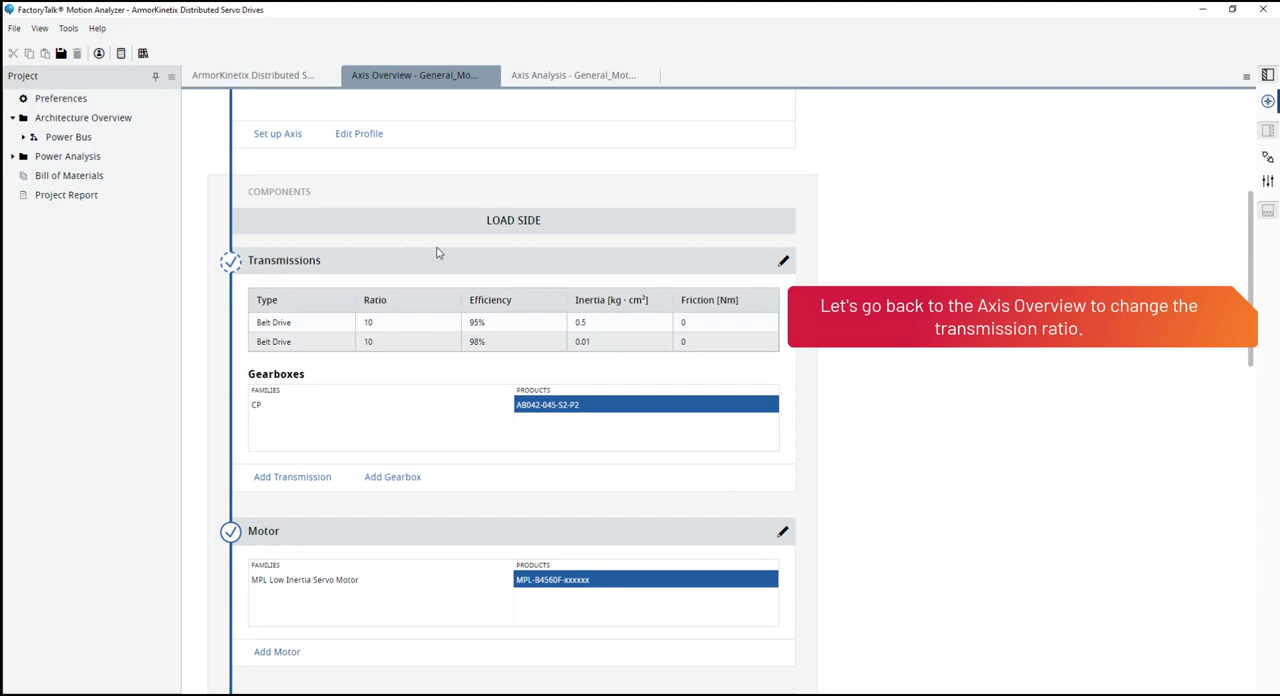 FactoryTalk® Motion Analyzer - ArmorKinetix Distributed Servo Drives
File View Tools Help
Project
ArmorKinetix Distributed S...
Axis Overview - General_Mo...
Axis Analysis - General_Mot...
Preferences
Architecture Overview
Power Bus
Power Analysis
Bill of Materials
Project Report
Set up Axis Edit Profile
COMPONENTS
LOAD SIDE
Transmissions
Type Ratio Efficiency Inertia [kg · cm²] Friction [Nm]
Belt Drive 10 95% 0.5 0
Belt Drive 10 98% 0.01 0
Let's go back to the Axis Overview to change the
transmission ratio.
Gearboxes
FAMILIES PRODUCTS
CP AB042-045-S2-P2
Add Transmission Add Gearbox
Motor
FAMILIES PRODUCTS
MPL Low Inertia Servo Motor MPL-B4560F-xxxxxx
Add Motor